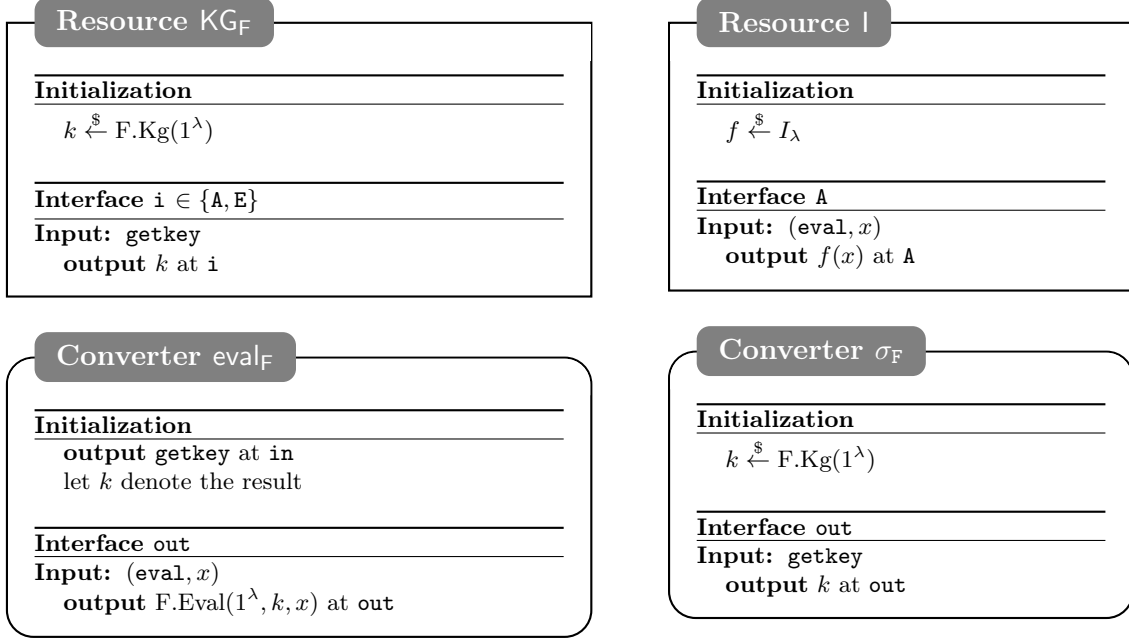 Resource KG_F
Initialization
k ←$ F.Kg(1^λ)
Interface i ∈ {A, E}
Input: getkey
output k at i
Resource I
Initialization
f ←$ I_λ
Interface A
Input: (eval, x)
output f(x) at A
Converter eval_F
Initialization
output getkey at in
let k denote the result
Interface out
Input: (eval, x)
output F.Eval(1^λ, k, x) at out
Converter σ_F
Initialization
k ←$ F.Kg(1^λ)
Interface out
Input: getkey
output k at out